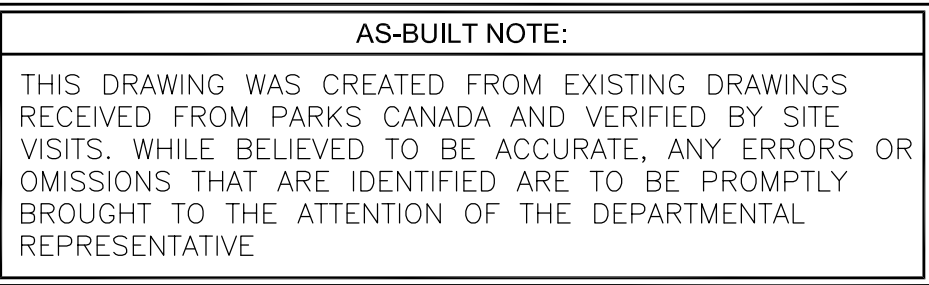 AS-BUILT NOTE:
THIS DRAWING WAS CREATED FROM EXISTING DRAWINGS
RECEIVED FROM PARKS CANADA AND VERIFIED BY SITE
VISITS. WHILE BELIEVED TO BE ACCURATE, ANY ERRORS OR
OMISSIONS THAT ARE IDENTIFIED ARE TO BE PROMPTLY
BROUGHT TO THE ATTENTION OF THE DEPARTMENTAL
REPRESENTATIVE